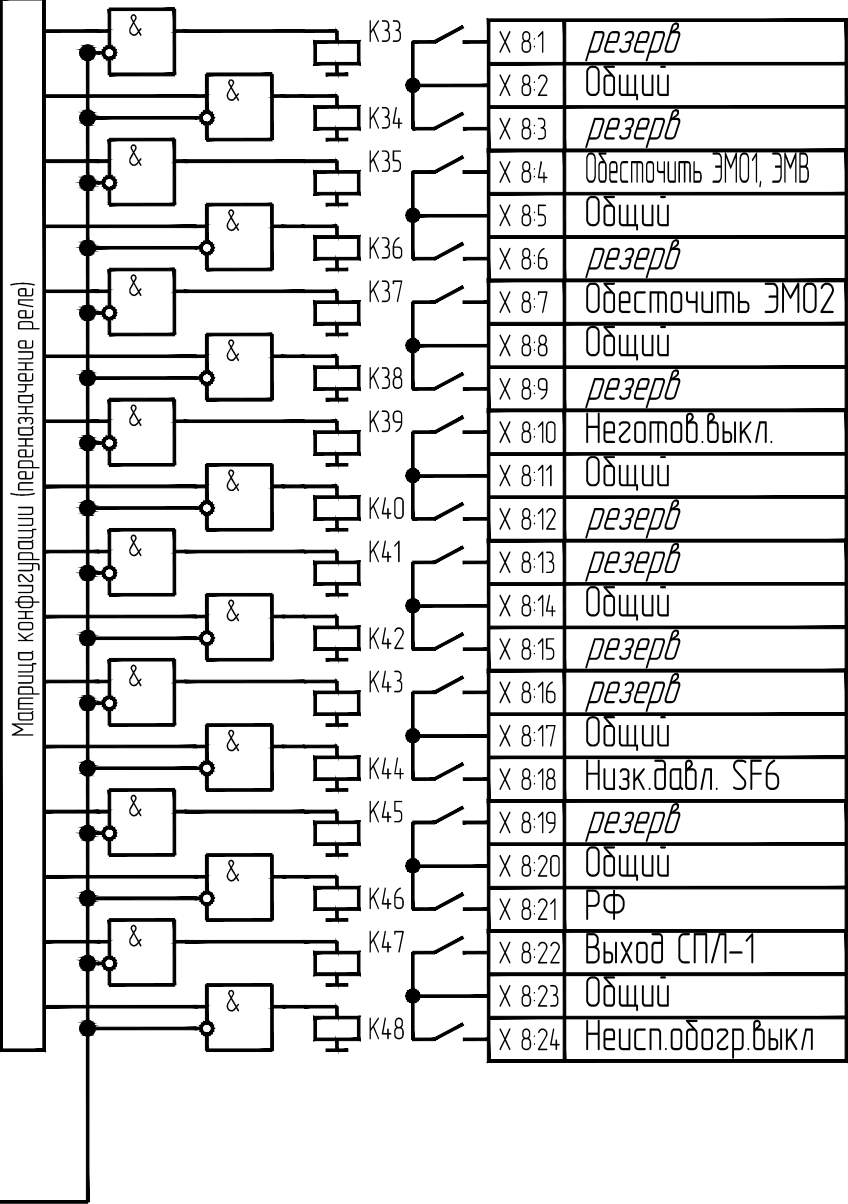 Матрица конфигурации (переназначение реле)
& K33 X 8:1 резерв
X 8:2 Общий
& K34 X 8:3 резерв
& K35 X 8:4 Обесточить ЭМО1, ЭМВ
X 8:5 Общий
& K36 X 8:6 резерв
& K37 X 8:7 Обесточить ЭМО2
X 8:8 Общий
& K38 X 8:9 резерв
& K39 X 8:10 Неготов.выкл.
X 8:11 Общий
& K40 X 8:12 резерв
& K41 X 8:13 резерв
X 8:14 Общий
& K42 X 8:15 резерв
& K43 X 8:16 резерв
X 8:17 Общий
& K44 X 8:18 Низк.давл. SF6
& K45 X 8:19 резерв
X 8:20 Общий
& K46 X 8:21 РФ
& K47 X 8:22 Выход СПЛ-1
X 8:23 Общий
& K48 X 8:24 Неисп.обогр.выкл